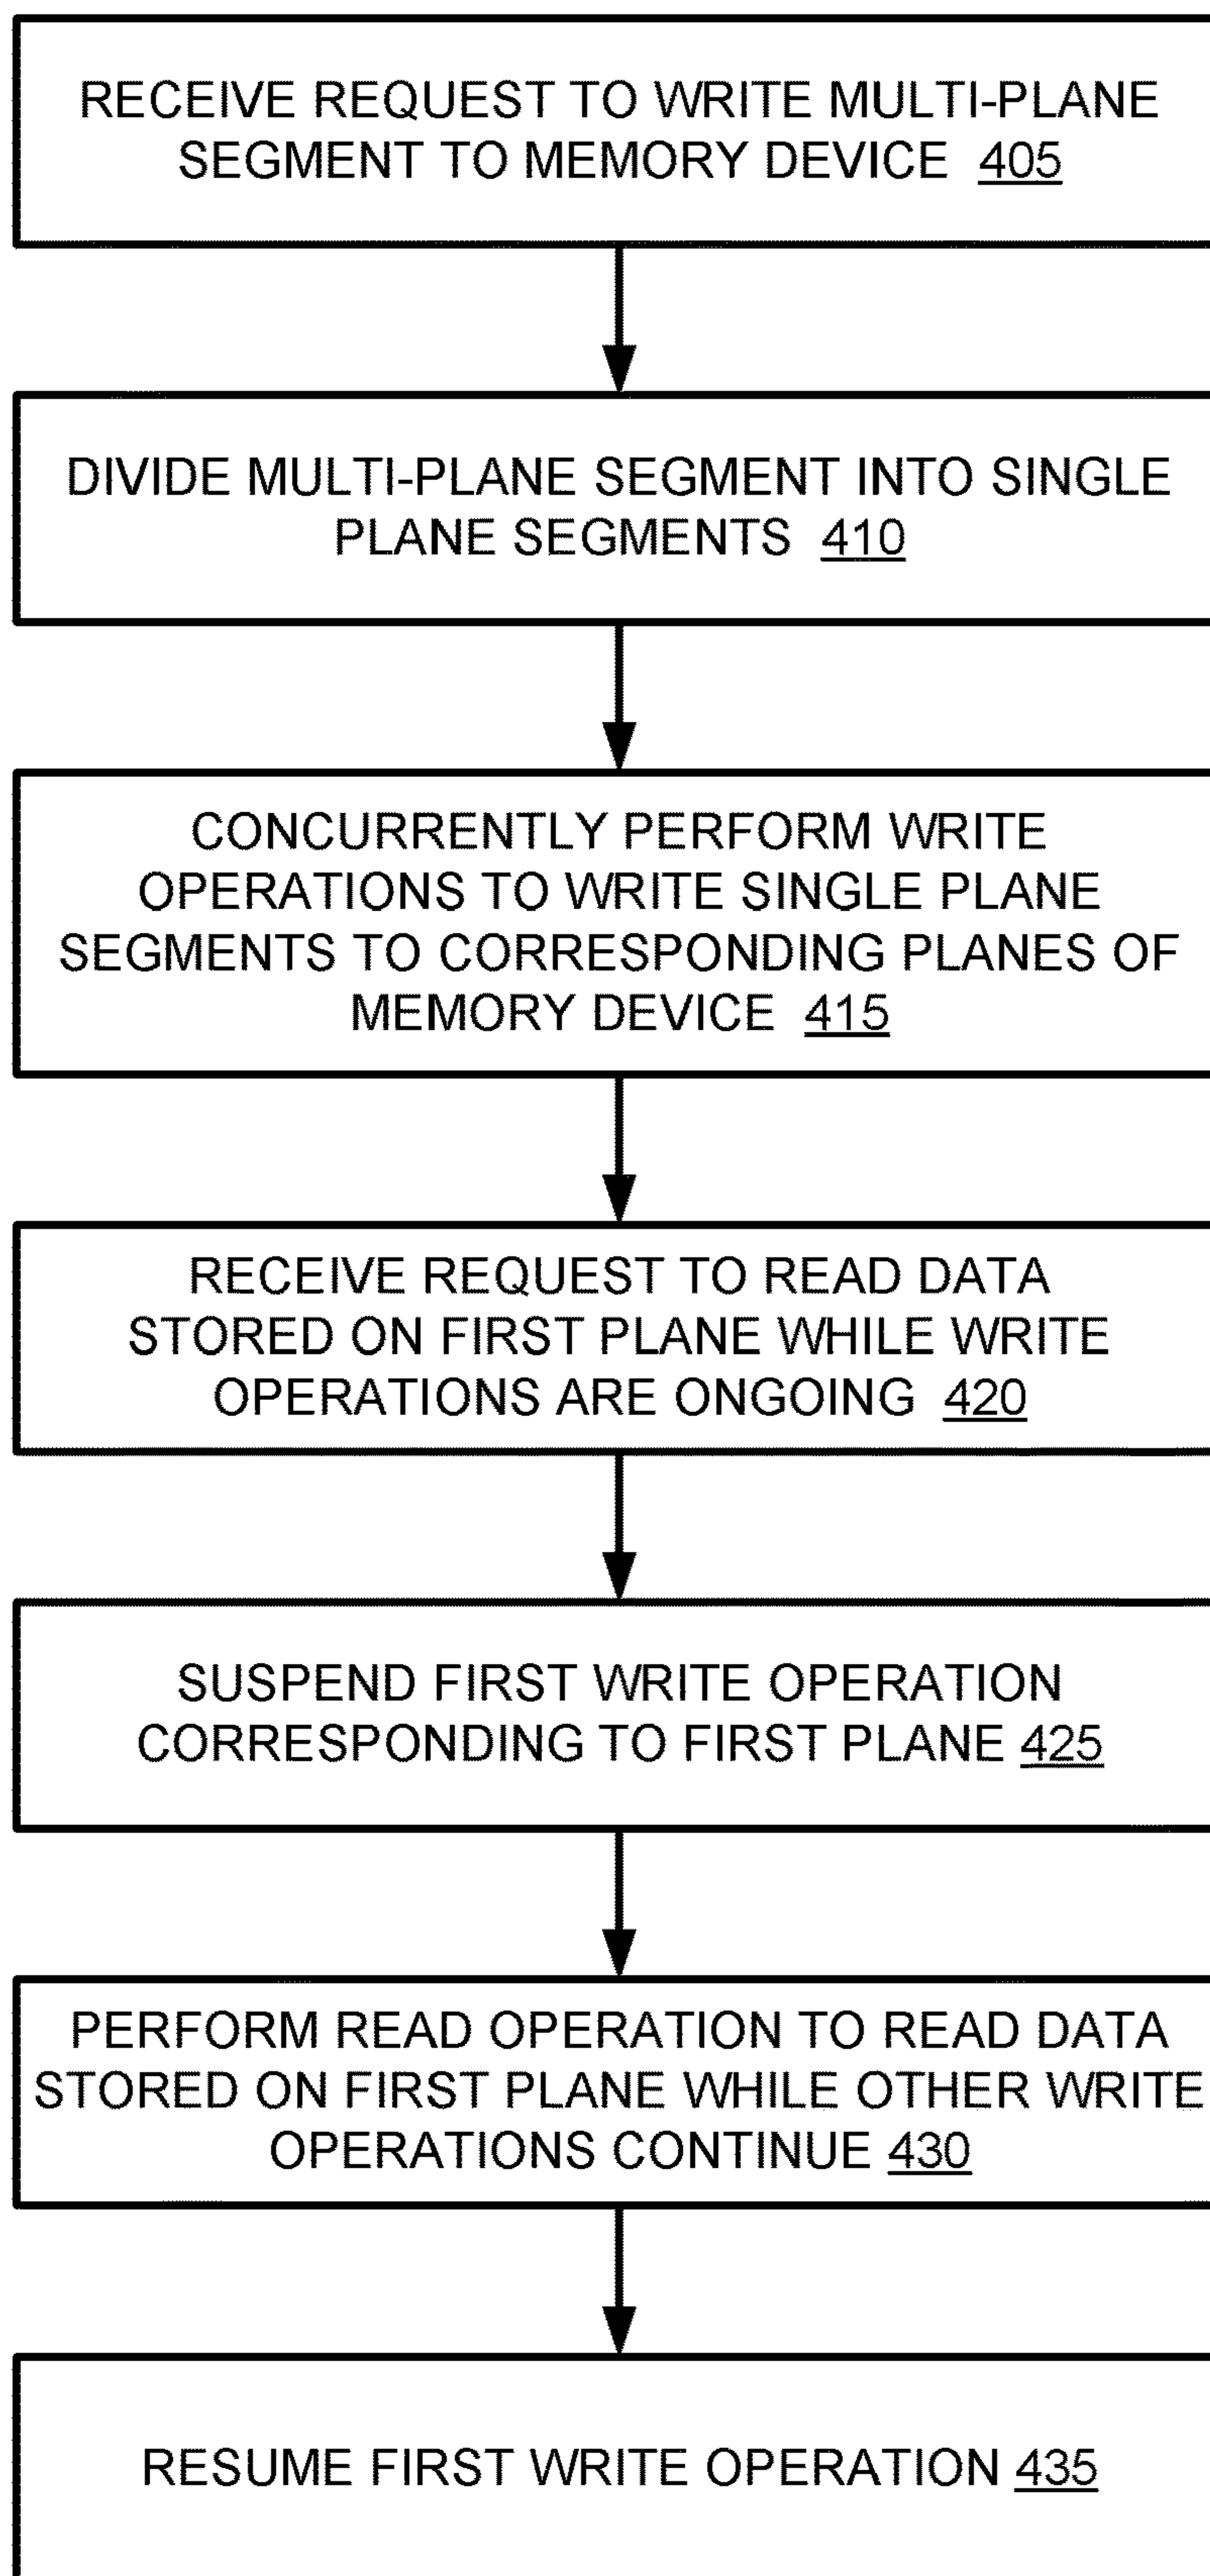 RECEIVE REQUEST TO WRITE MULTI-PLANE
SEGMENT TO MEMORY DEVICE 405
DIVIDE MULTI-PLANE SEGMENT INTO SINGLE
PLANE SEGMENTS 410
CONCURRENTLY PERFORM WRITE
OPERATIONS TO WRITE SINGLE PLANE
SEGMENTS TO CORRESPONDING PLANES OF
MEMORY DEVICE 415
RECEIVE REQUEST TO READ DATA
STORED ON FIRST PLANE WHILE WRITE
OPERATIONS ARE ONGOING 420
SUSPEND FIRST WRITE OPERATION
CORRESPONDING TO FIRST PLANE 425
PERFORM READ OPERATION TO READ DATA
STORED ON FIRST PLANE WHILE OTHER WRITE
OPERATIONS CONTINUE 430
RESUME FIRST WRITE OPERATION 435